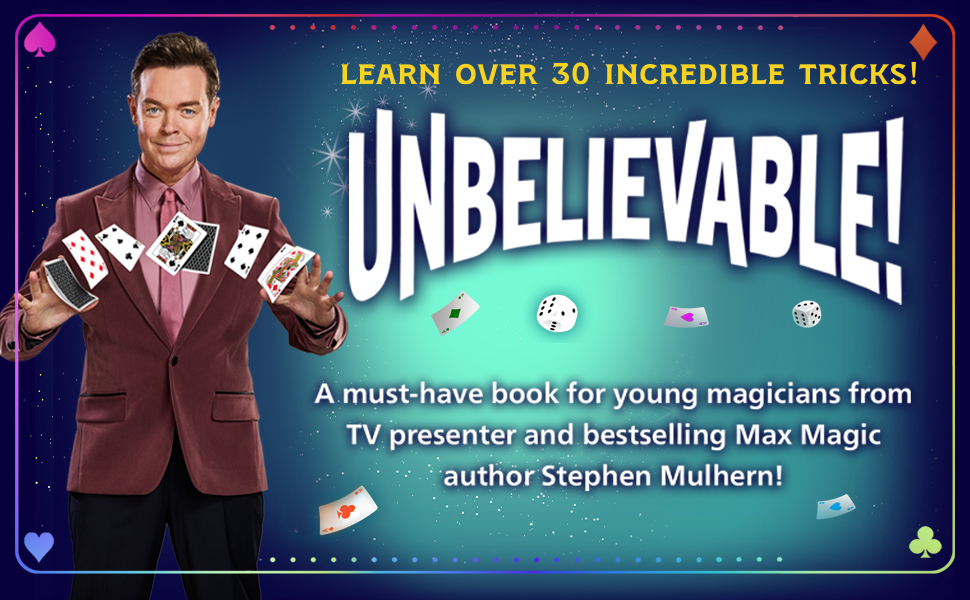 LEARN OVER 30 INCREDIBLE TRICKS!
UNBELIEVABLE!
A must-have book for young magicians from
TV presenter and bestselling Max Magic
author Stephen Mulhern!